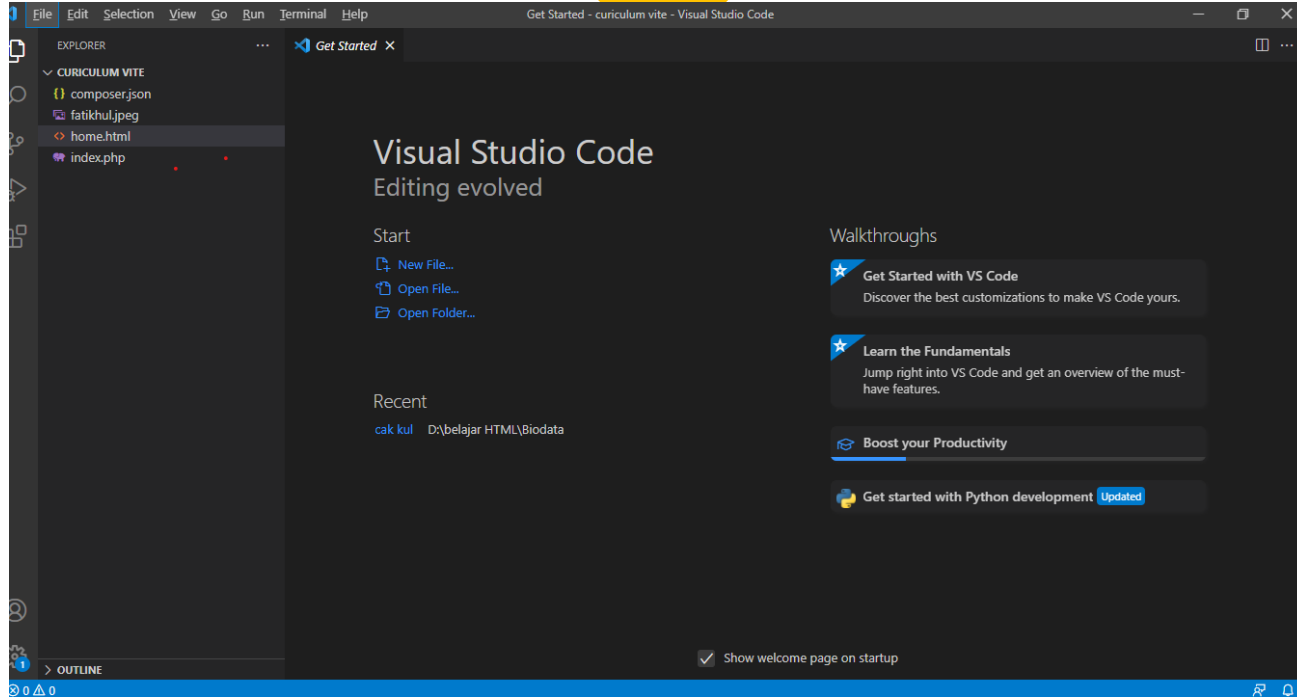 File Edit Selection View Go Run Terminal Help
Get Started - curiculum vite - Visual Studio Code
EXPLORER
CURICULUM VITE
{} composer.json
fatikhul.jpeg
<> home.html
index.php
OUTLINE
Get Started
Visual Studio Code
Editing evolved
Start
New File...
Open File...
Open Folder...
Recent
cak kul D:\belajar HTML\Biodata
Walkthroughs
Get Started with VS Code
Discover the best customizations to make VS Code yours.
Learn the Fundamentals
Jump right into VS Code and get an overview of the must-
have features.
Boost your Productivity
Get started with Python development Updated
Show welcome page on startup
1
0 0